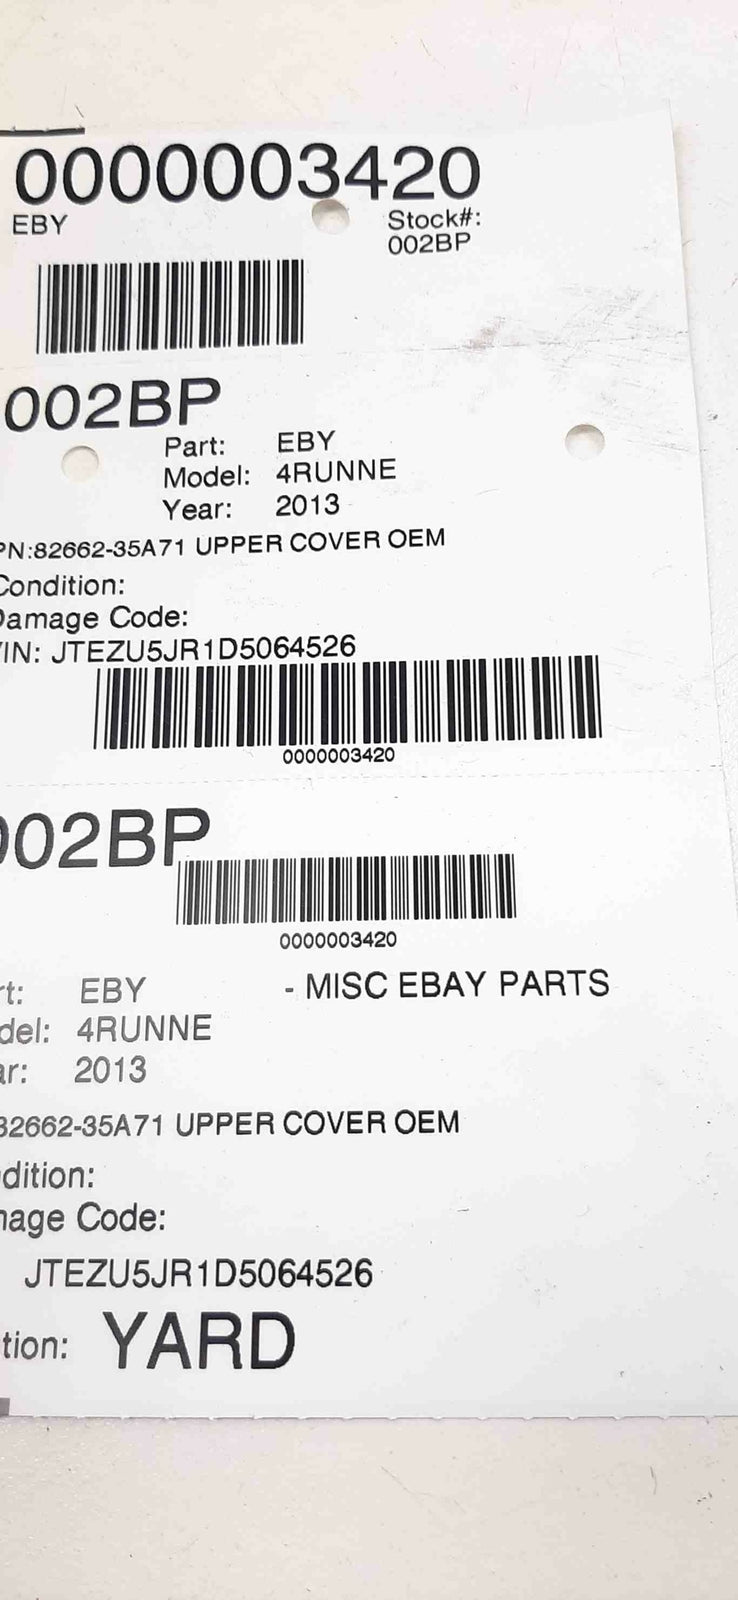 0000003420
EBY
Stock#:
002BP
002BP
Part: EBY
Model: 4RUNNE
Year: 2013
PN:82662-35A71 UPPER COVER OEM
Condition:
Damage Code:
VIN: JTEZU5JR1D5064526
0000003420
002BP
0000003420
rt: EBY - MISC EBAY PARTS
del: 4RUNNE
ar: 2013
82662-35A71 UPPER COVER OEM
dition:
mage Code:
JTEZU5JR1D5064526
tion: YARD